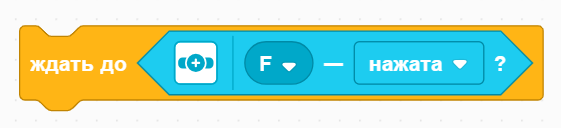 ждать до F — нажата ?